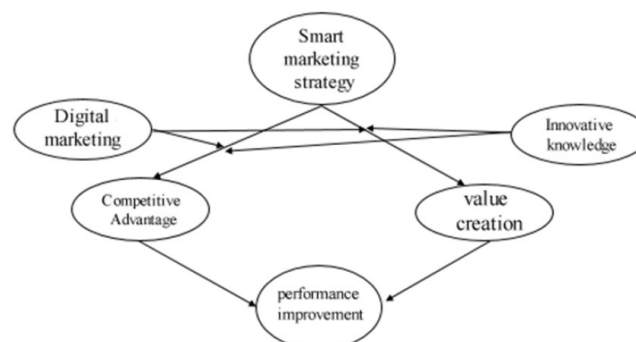 Smart
marketing
strategy
Digital
marketing
Innovative
knowledge
Competitive
Advantage
value
creation
performance
improvement